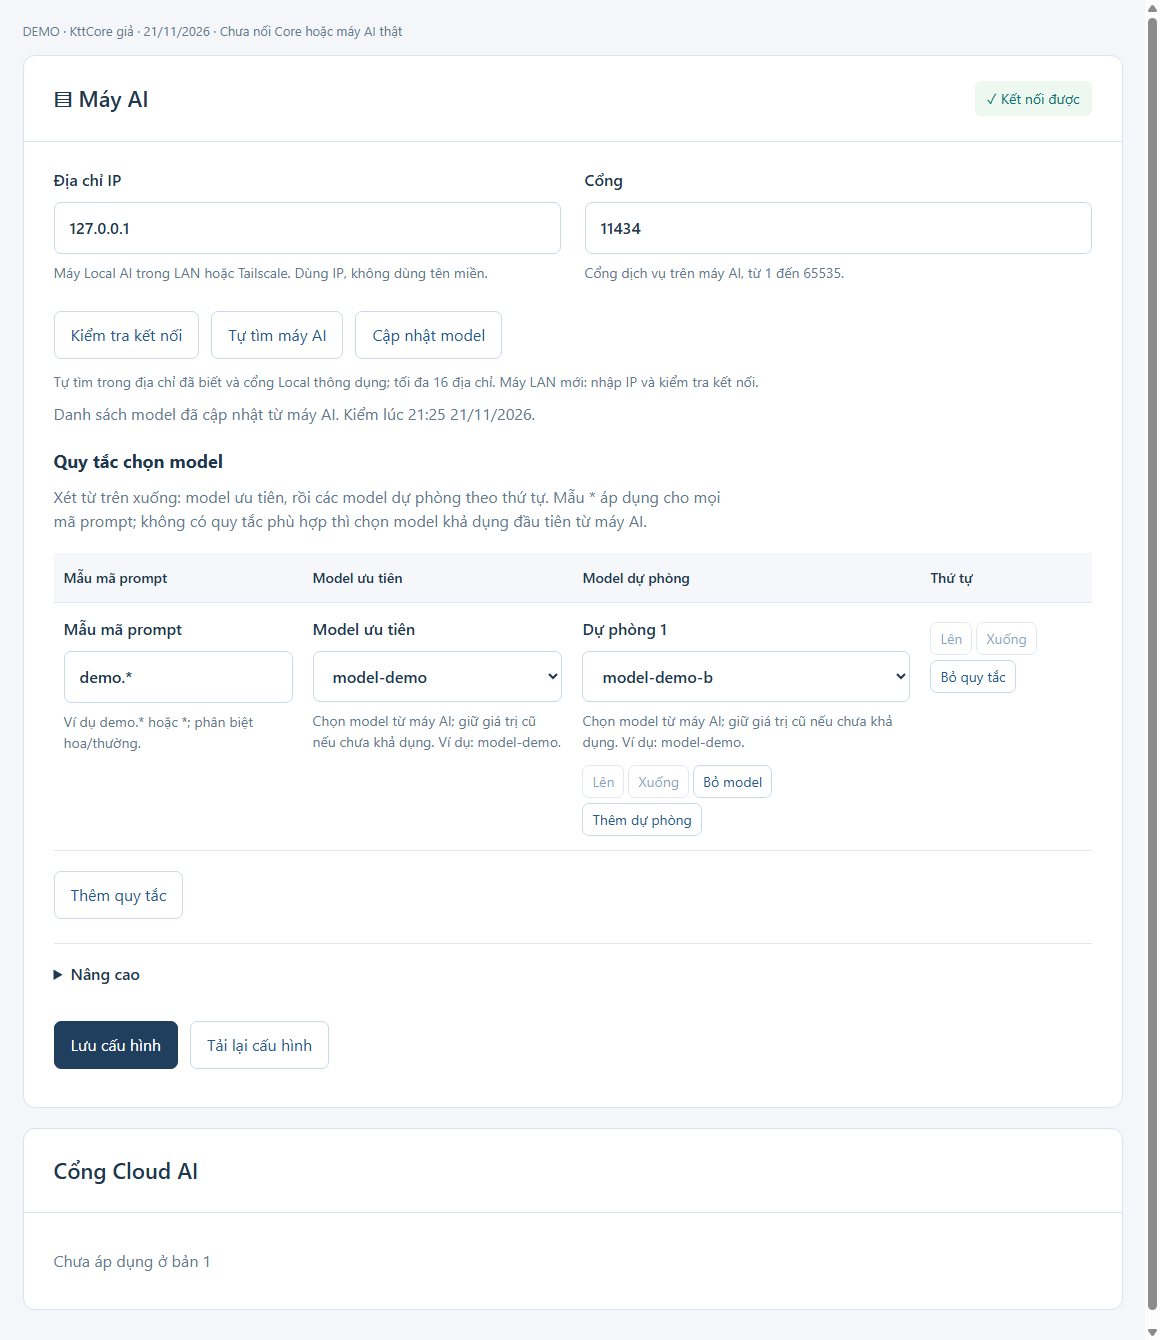 DEMO · KttCore giả · 21/11/2026 · Chưa nối Core hoặc máy AI thật
Máy AI
✓ Kết nối được
Địa chỉ IP
Cổng
127.0.0.1
11434
Máy Local AI trong LAN hoặc Tailscale. Dùng IP, không dùng tên miền.
Cổng dịch vụ trên máy AI, từ 1 đến 65535.
Kiểm tra kết nối
Tự tìm máy AI
Cập nhật model
Tự tìm trong địa chỉ đã biết và cổng Local thông dụng; tối đa 16 địa chỉ. Máy LAN mới: nhập IP và kiểm tra kết nối.
Danh sách model đã cập nhật từ máy AI. Kiểm lúc 21:25 21/11/2026.
Quy tắc chọn model
Xét từ trên xuống: model ưu tiên, rồi các model dự phòng theo thứ tự. Mẫu * áp dụng cho mọi
mã prompt; không có quy tắc phù hợp thì chọn model khả dụng đầu tiên từ máy AI.
Mẫu mã prompt
Model ưu tiên
Model dự phòng
Thứ tự
Mẫu mã prompt
demo.*
Ví dụ demo.* hoặc *; phân biệt
hoa/thường.
Model ưu tiên
model-demo
Chọn model từ máy AI; giữ giá trị cũ
nếu chưa khả dụng. Ví dụ: model-demo.
Dự phòng 1
model-demo-b
Chọn model từ máy AI; giữ giá trị cũ nếu chưa khả
dụng. Ví dụ: model-demo.
Lên
Xuống
Bỏ model
Thêm dự phòng
Lên
Xuống
Bỏ quy tắc
Thêm quy tắc
Nâng cao
Lưu cấu hình
Tải lại cấu hình
Cổng Cloud AI
Chưa áp dụng ở bản 1